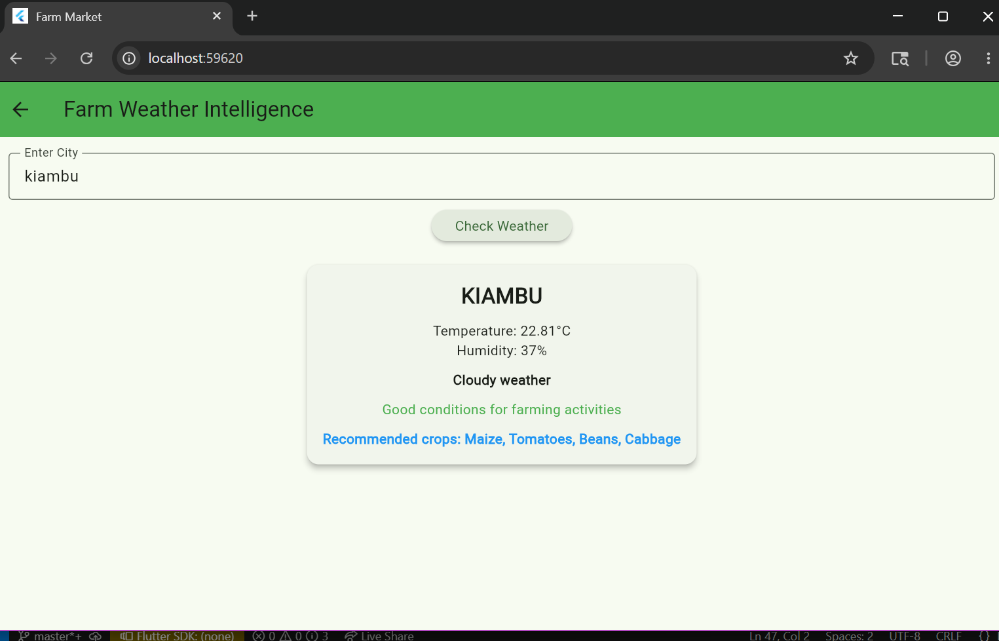 Farm Market
localhost:59620
Farm Weather Intelligence
Enter City
kiambu
Check Weather
KIAMBU
Temperature: 22.81°C
Humidity: 37%
Cloudy weather
Good conditions for farming activities
Recommended crops: Maize, Tomatoes, Beans, Cabbage
master*+ Flutter SDK: (none) 0 0 3 Live Share Ln 47, Col 2 Spaces: 2 UTF-8 CRLF {}